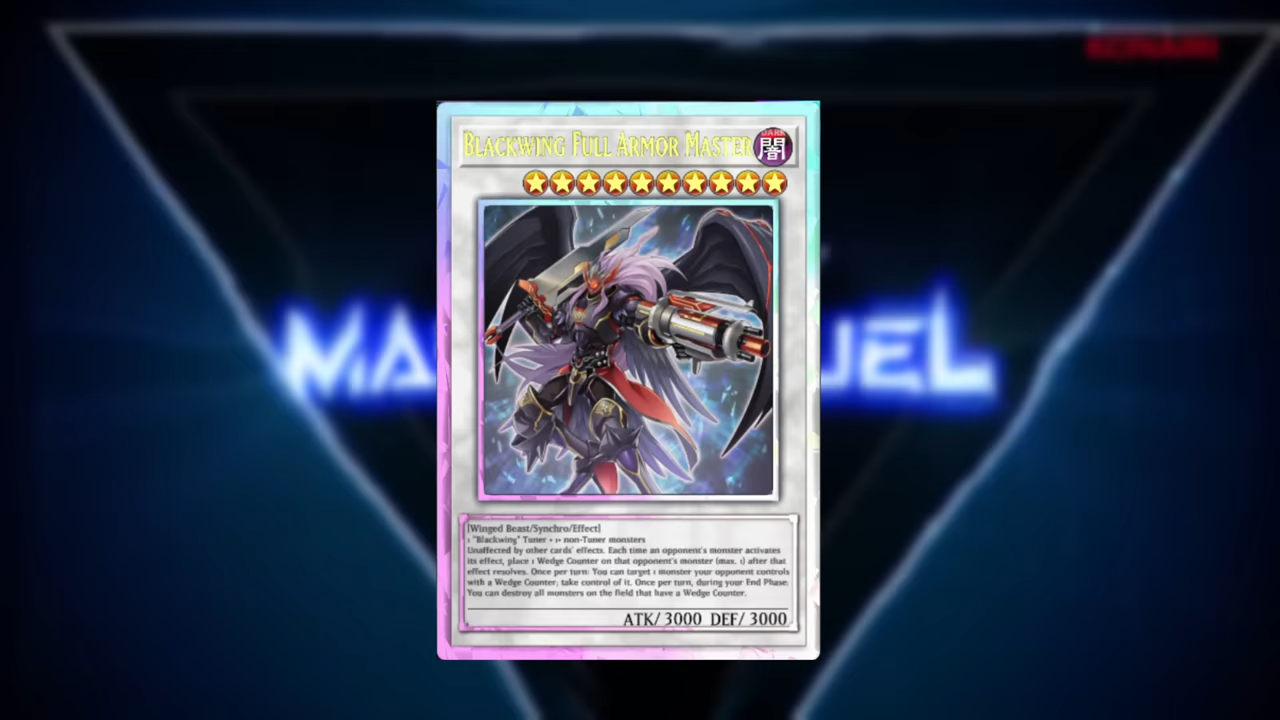 KONAMI
BLACKWING FULL ARMOR MASTER
DARK
闇
MA UEL
[Winged Beast/Synchro/Effect]
1 "Blackwing" Tuner + 1+ non-Tuner monsters
Unaffected by other cards' effects. Each time an opponent's monster activates
its effect, place 1 Wedge Counter on that opponent's monster (max. 1) after that
effect resolves. Once per turn: You can target 1 monster your opponent controls
with a Wedge Counter; take control of it. Once per turn, during your End Phase:
You can destroy all monsters on the field that have a Wedge Counter.
ATK/ 3000 DEF/ 3000